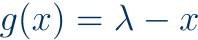 g(x) = λ − x